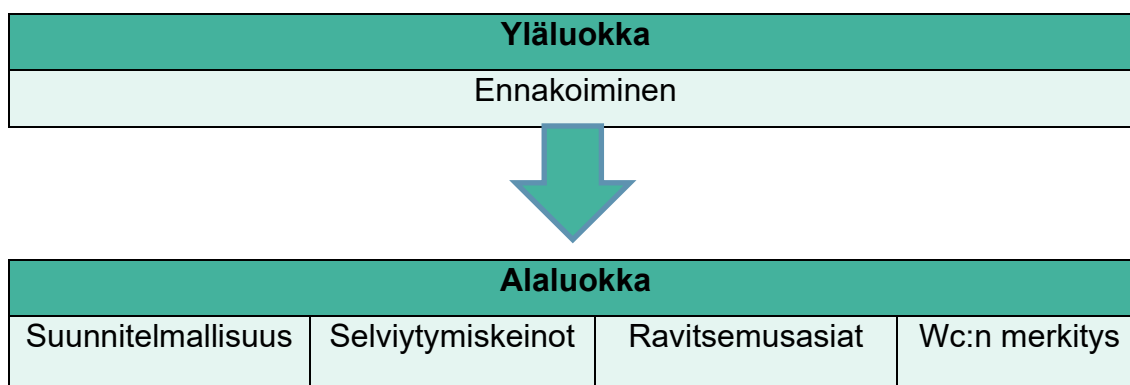 Yläluokka
Ennakoiminen
Alaluokka
Suunnitelmallisuus Selviytymiskeinot Ravitsemusasiat Wc:n merkitys